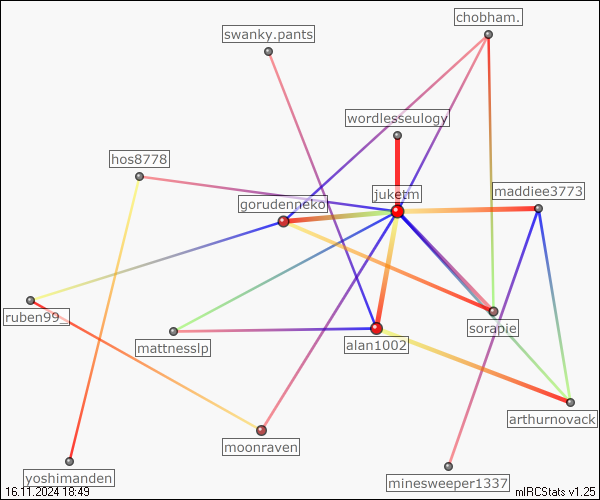 chobham.
swanky.pants
wordlesseulogy
hos8778
juketm
maddiee3773
gorudenneko
ruben99_
sorapie
mattnesslp
alan1002
arthurnovack
moonraven
yoshimanden
minesweeper1337
16.11.2024 18:49
mIRCStats v1.25